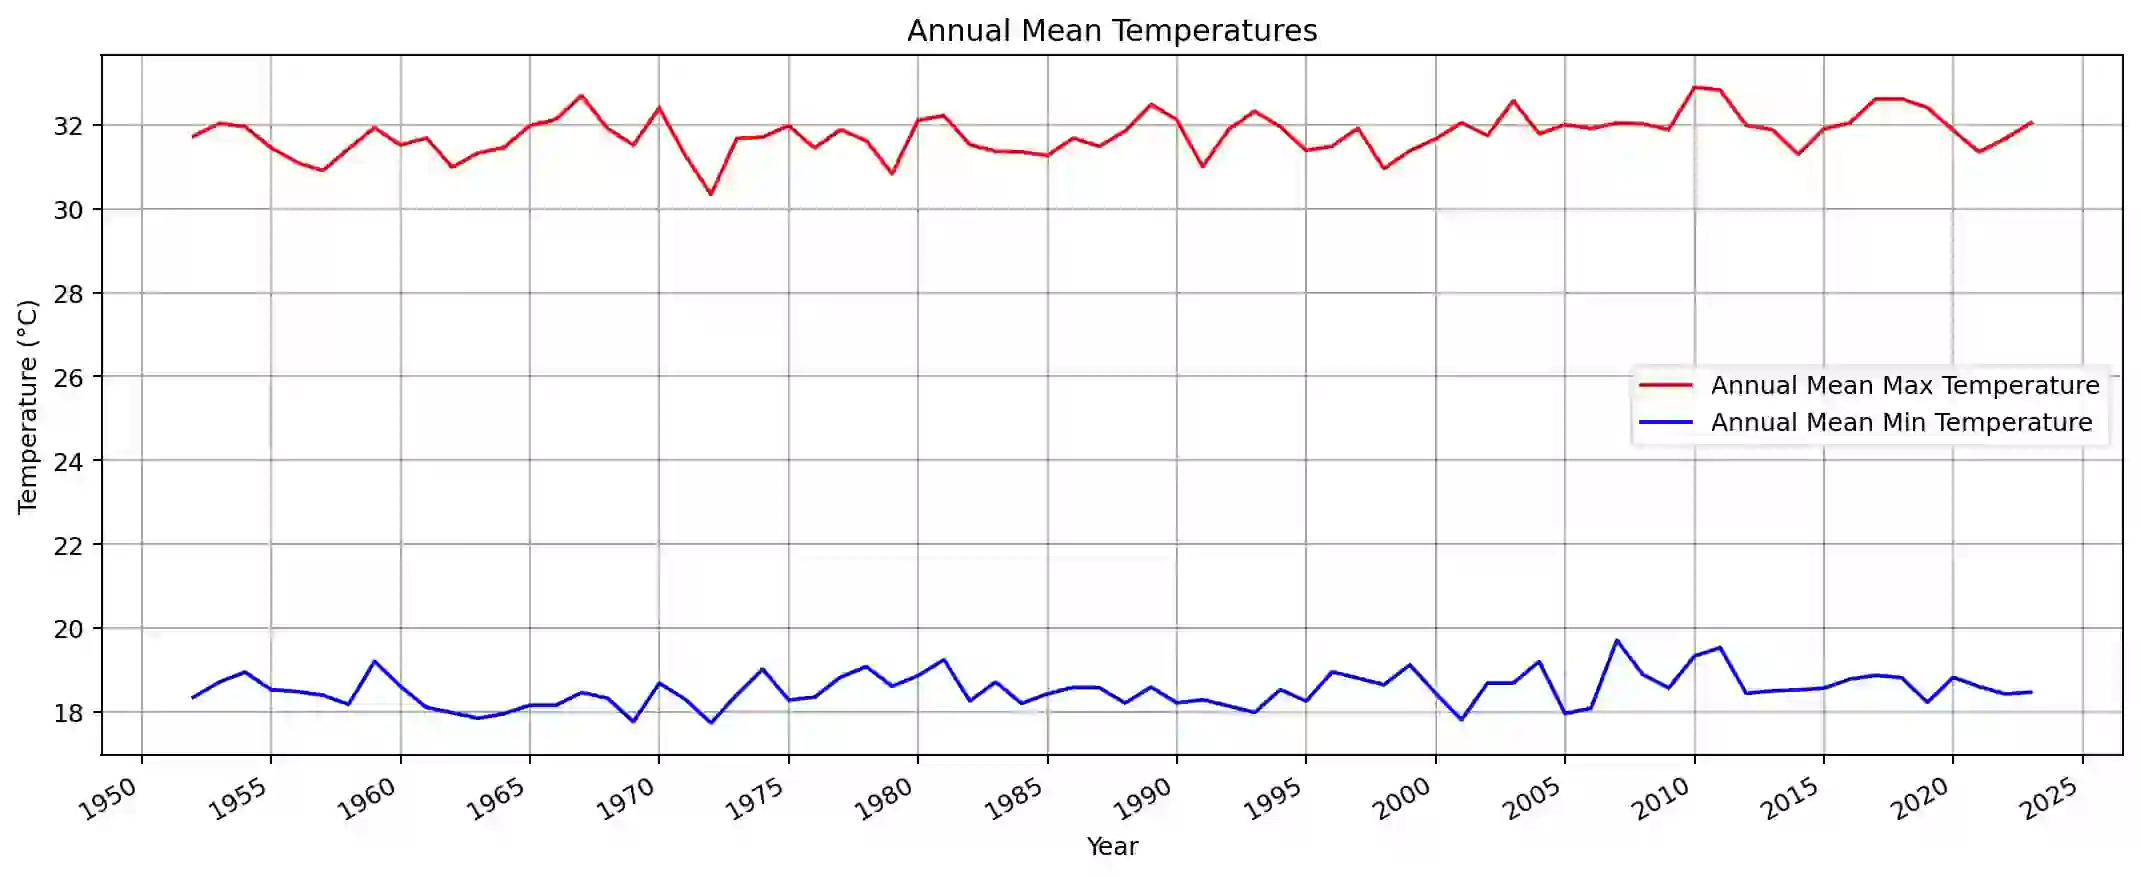 Annual Mean Temperatures
32
30
28
26
24
22
20
18
Temperature (°C)
Annual Mean Max Temperature
Annual Mean Min Temperature
1950 1955 1960 1965 1970 1975 1980 1985 1990 1995 2000 2005 2010 2015 2020 2025
Year